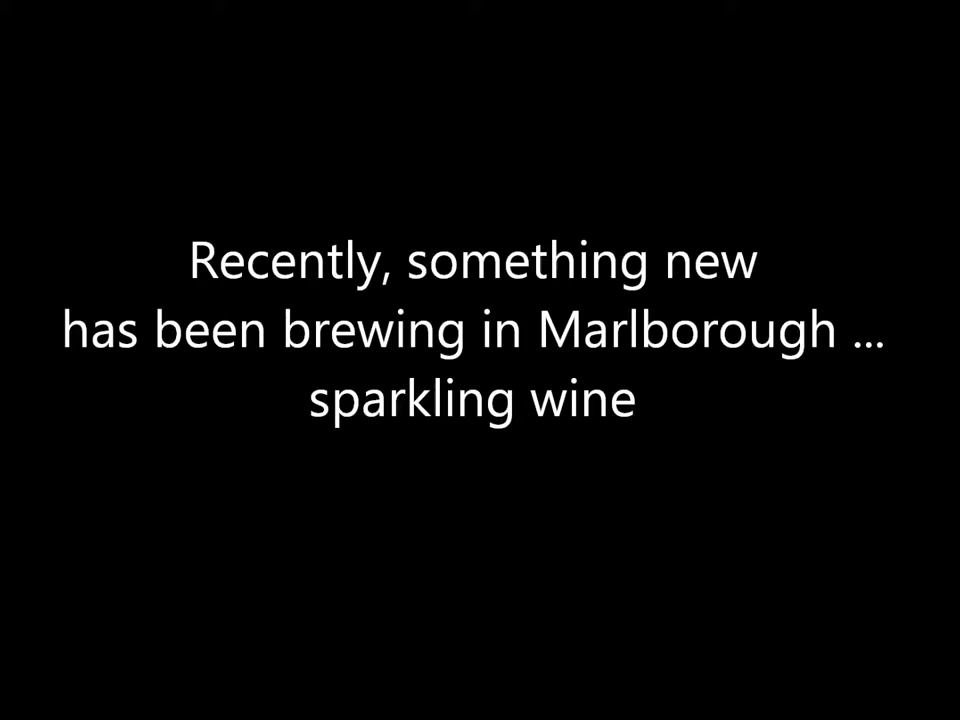 Recently, something new
has been brewing in Marlborough ...
sparkling wine